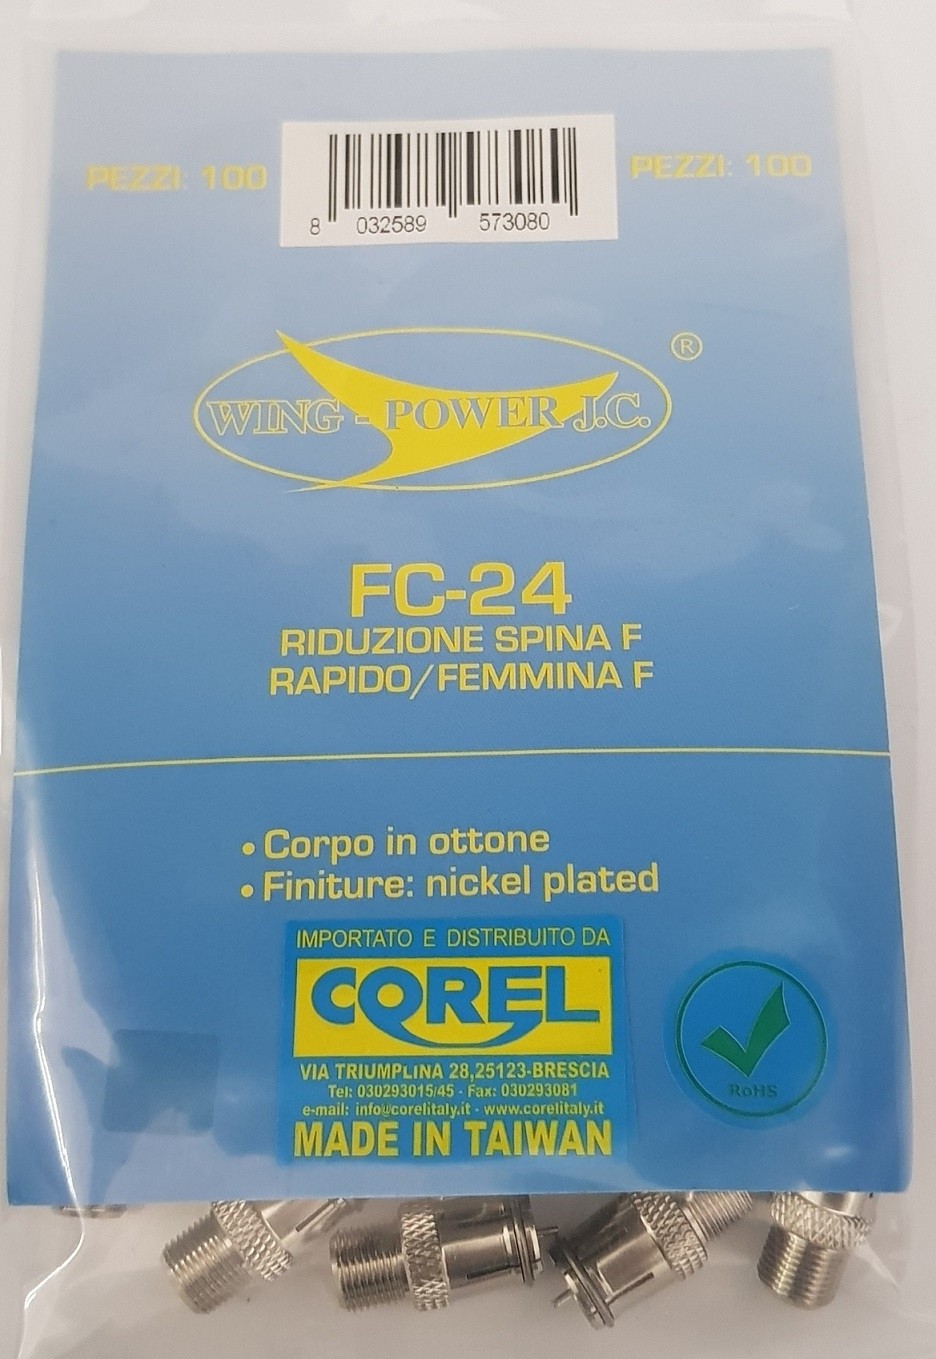 PEZZI: 100
PEZZI: 100
8 032589 573080
WING - POWER J.C. ®
FC-24
RIDUZIONE SPINA F
RAPIDO/FEMMINA F
• Corpo in ottone
• Finiture: nickel plated
IMPORTATO E DISTRIBUITO DA
COREL
VIA TRIUMPLINA 28,25123-BRESCIA
Tel: 030293015/45 - Fax: 030293081
e-mail: info@corelitaly.it - www.corelitaly.it
MADE IN TAIWAN
RoHS